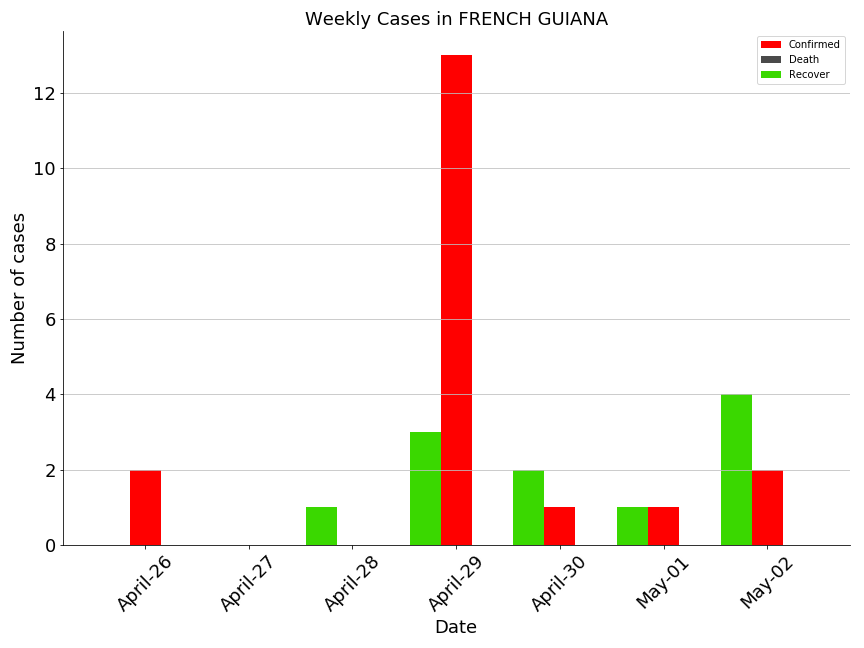 Weekly Cases in FRENCH GUIANA
Confirmed
Death
Recover
Number of cases
12
10
8
6
4
2
0
April-26
April-27
April-28
April-29
April-30
May-01
May-02
Date